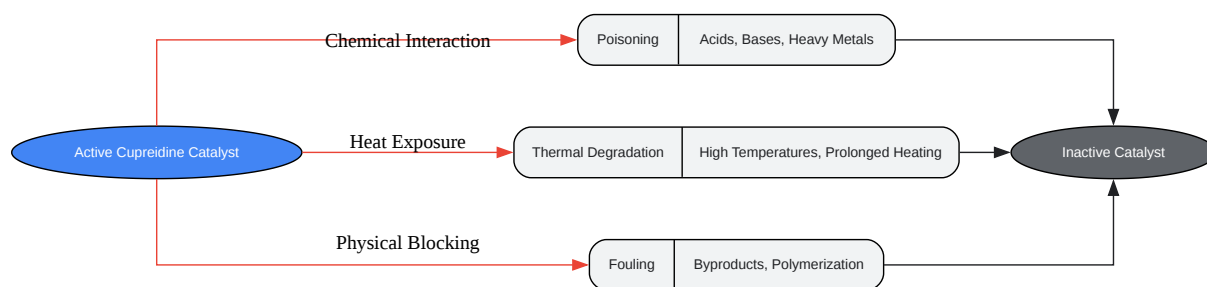 Chemical Interaction
Poisoning
Acids, Bases, Heavy Metals
Active Cupreidine Catalyst
Heat Exposure
Thermal Degradation
High Temperatures, Prolonged Heating
Inactive Catalyst
Physical Blocking
Fouling
Byproducts, Polymerization